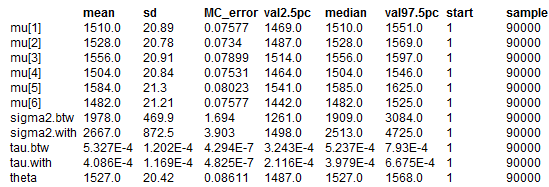 mean sd MC_error val2.5pc median val97.5pc start sample
mu[1] 1510.0 20.89 0.07577 1469.0 1510.0 1551.0 1 90000
mu[2] 1528.0 20.78 0.0734 1487.0 1528.0 1569.0 1 90000
mu[3] 1556.0 20.91 0.07899 1514.0 1556.0 1597.0 1 90000
mu[4] 1504.0 20.84 0.07531 1464.0 1504.0 1546.0 1 90000
mu[5] 1584.0 21.3 0.08023 1541.0 1585.0 1625.0 1 90000
mu[6] 1482.0 21.21 0.07577 1442.0 1482.0 1525.0 1 90000
sigma2.btw 1978.0 469.9 1.694 1261.0 1909.0 3084.0 1 90000
sigma2.with 2667.0 872.5 3.903 1498.0 2513.0 4725.0 1 90000
tau.btw 5.327E-4 1.202E-4 4.294E-7 3.243E-4 5.237E-4 7.93E-4 1 90000
tau.with 4.086E-4 1.169E-4 4.825E-7 2.116E-4 3.979E-4 6.675E-4 1 90000
theta 1527.0 20.42 0.08611 1487.0 1527.0 1568.0 1 90000